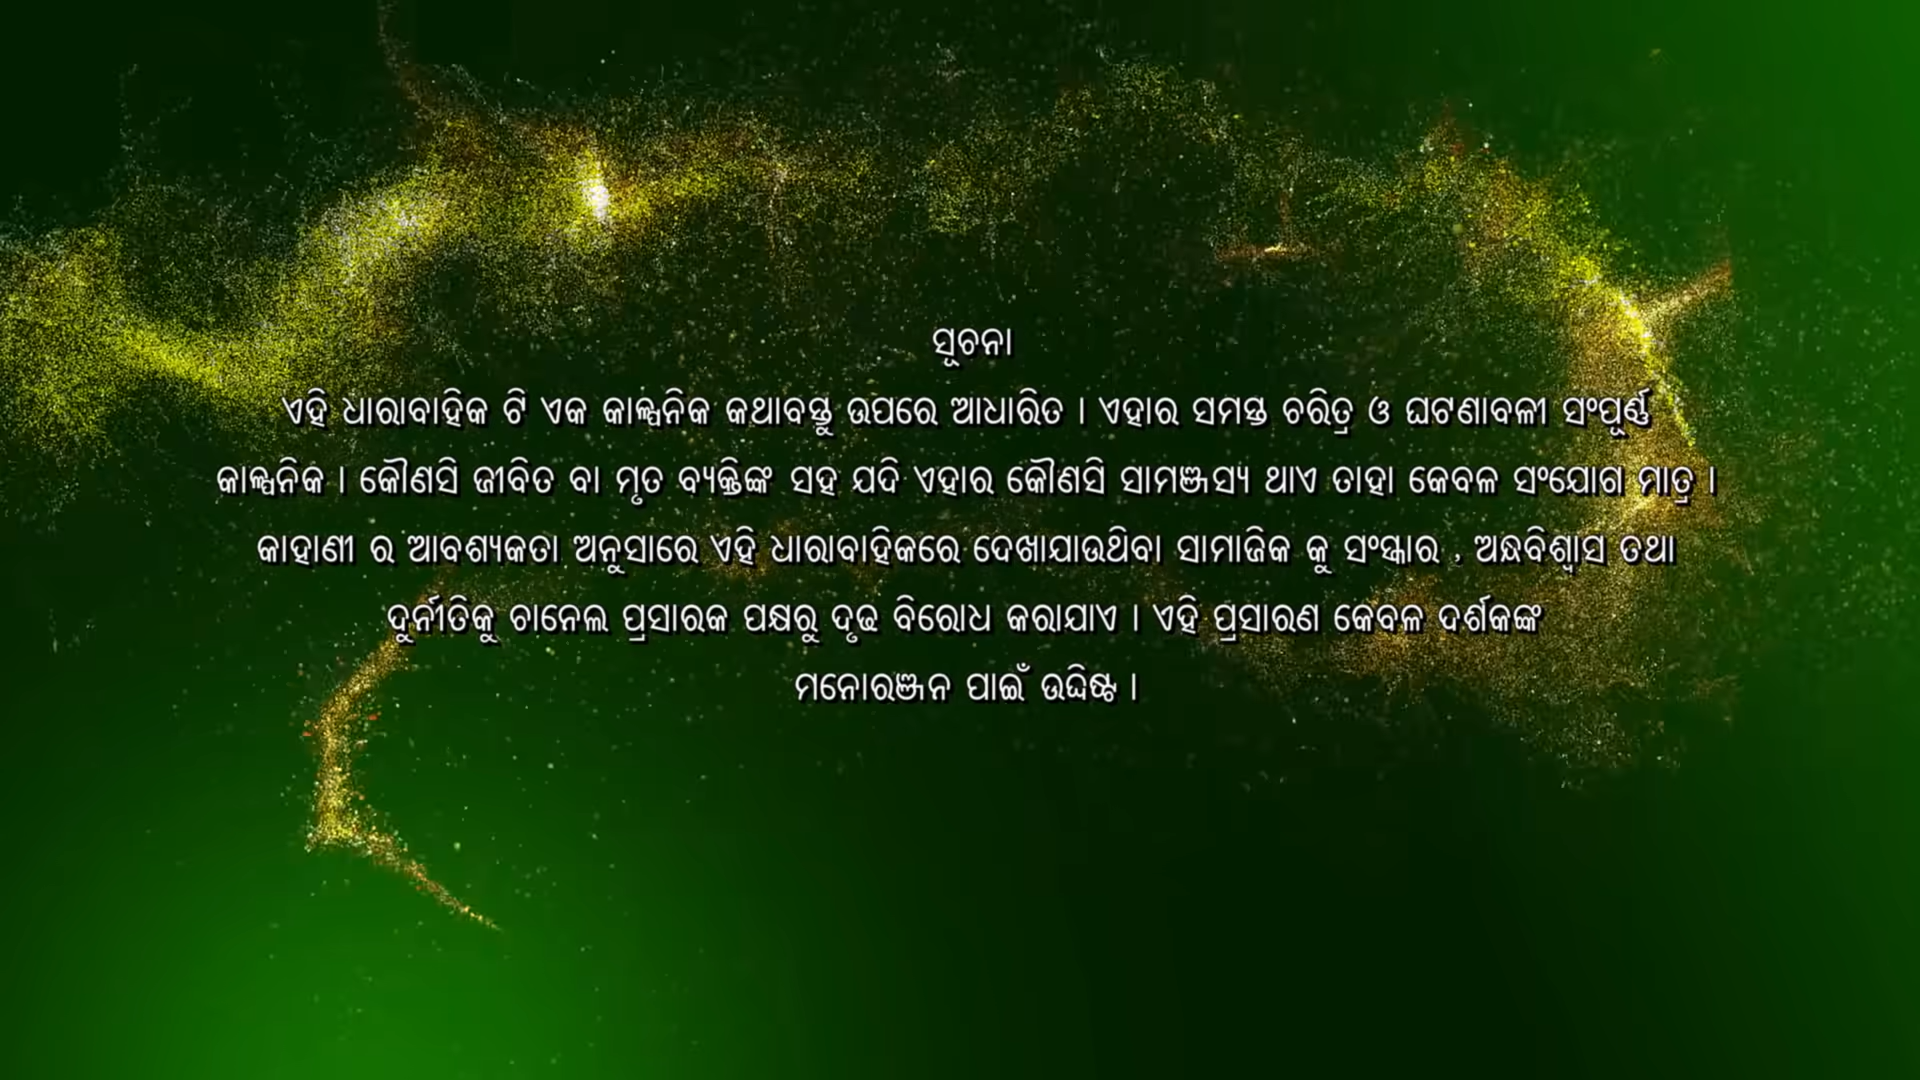 ସୂଚନା
ଏହି ଧାରାବାହିକ ଟି ଏକ କାଳ୍ପନିକ କଥାବସ୍ତୁ ଉପରେ ଆଧାରିତ । ଏହାର ସମସ୍ତ ଚରିତ୍ର ଓ ଘଟଣାବଳୀ ସଂପୂର୍ଣ୍ଣ
କାଳ୍ପନିକ । କୌଣସି ଜୀବିତ ବା ମୃତ ବ୍ୟକ୍ତିଙ୍କ ସହ ଯଦି ଏହାର କୌଣସି ସାମଞ୍ଜସ୍ୟ ଥାଏ ତାହା କେବଳ ସଂଯୋଗ ମାତ୍ର ।
କାହାଣୀ ର ଆବଶ୍ୟକତା ଅନୁସାରେ ଏହି ଧାରାବାହିକରେ ଦେଖାଯାଉଥିବା ସାମାଜିକ କୁ ସଂସ୍କାର , ଅନ୍ଧବିଶ୍ୱାସ ତଥା
ଦୁର୍ନୀତିକୁ ଚାନେଲ ପ୍ରସାରକ ପକ୍ଷରୁ ଦୃଢ ବିରୋଧ କରାଯାଏ । ଏହି ପ୍ରସାରଣ କେବଳ ଦର୍ଶକଙ୍କ
ମନୋରଞ୍ଜନ ପାଇଁ ଉଦ୍ଦିଷ୍ଟ ।